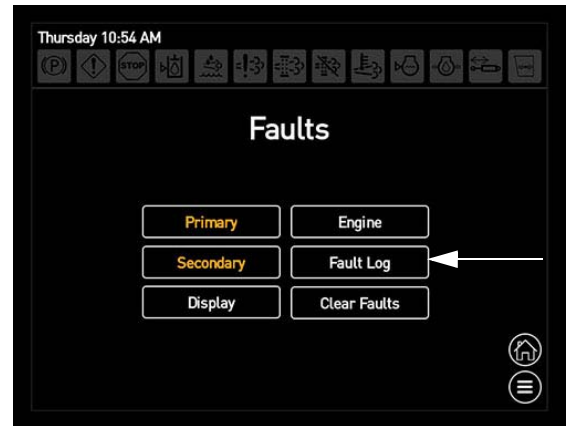 Thursday 10:54 AM
STOP
Faults
Primary
Engine
Secondary
Fault Log
Display
Clear Faults